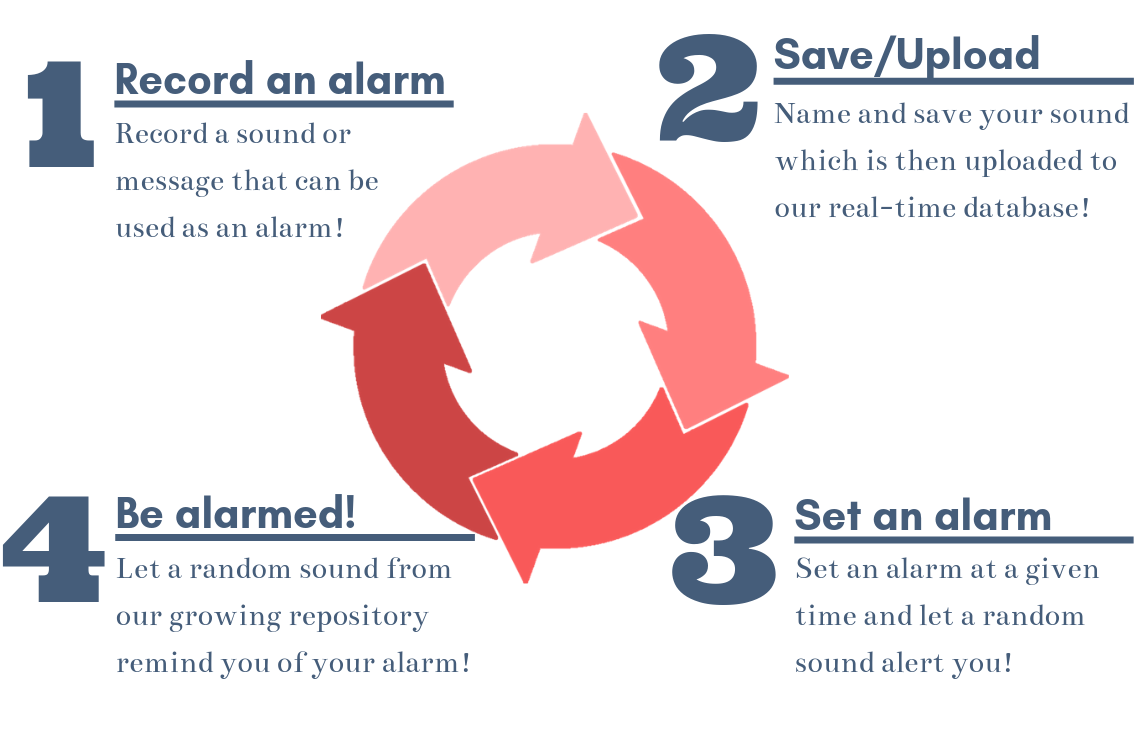 1
Record an alarm
Record a sound or
message that can be
used as an alarm!
2
Save/Upload
Name and save your sound
which is then uploaded to
our real-time database!
3
Set an alarm
Set an alarm at a given
time and let a random
sound alert you!
4
Be alarmed!
Let a random sound from
our growing repository
remind you of your alarm!